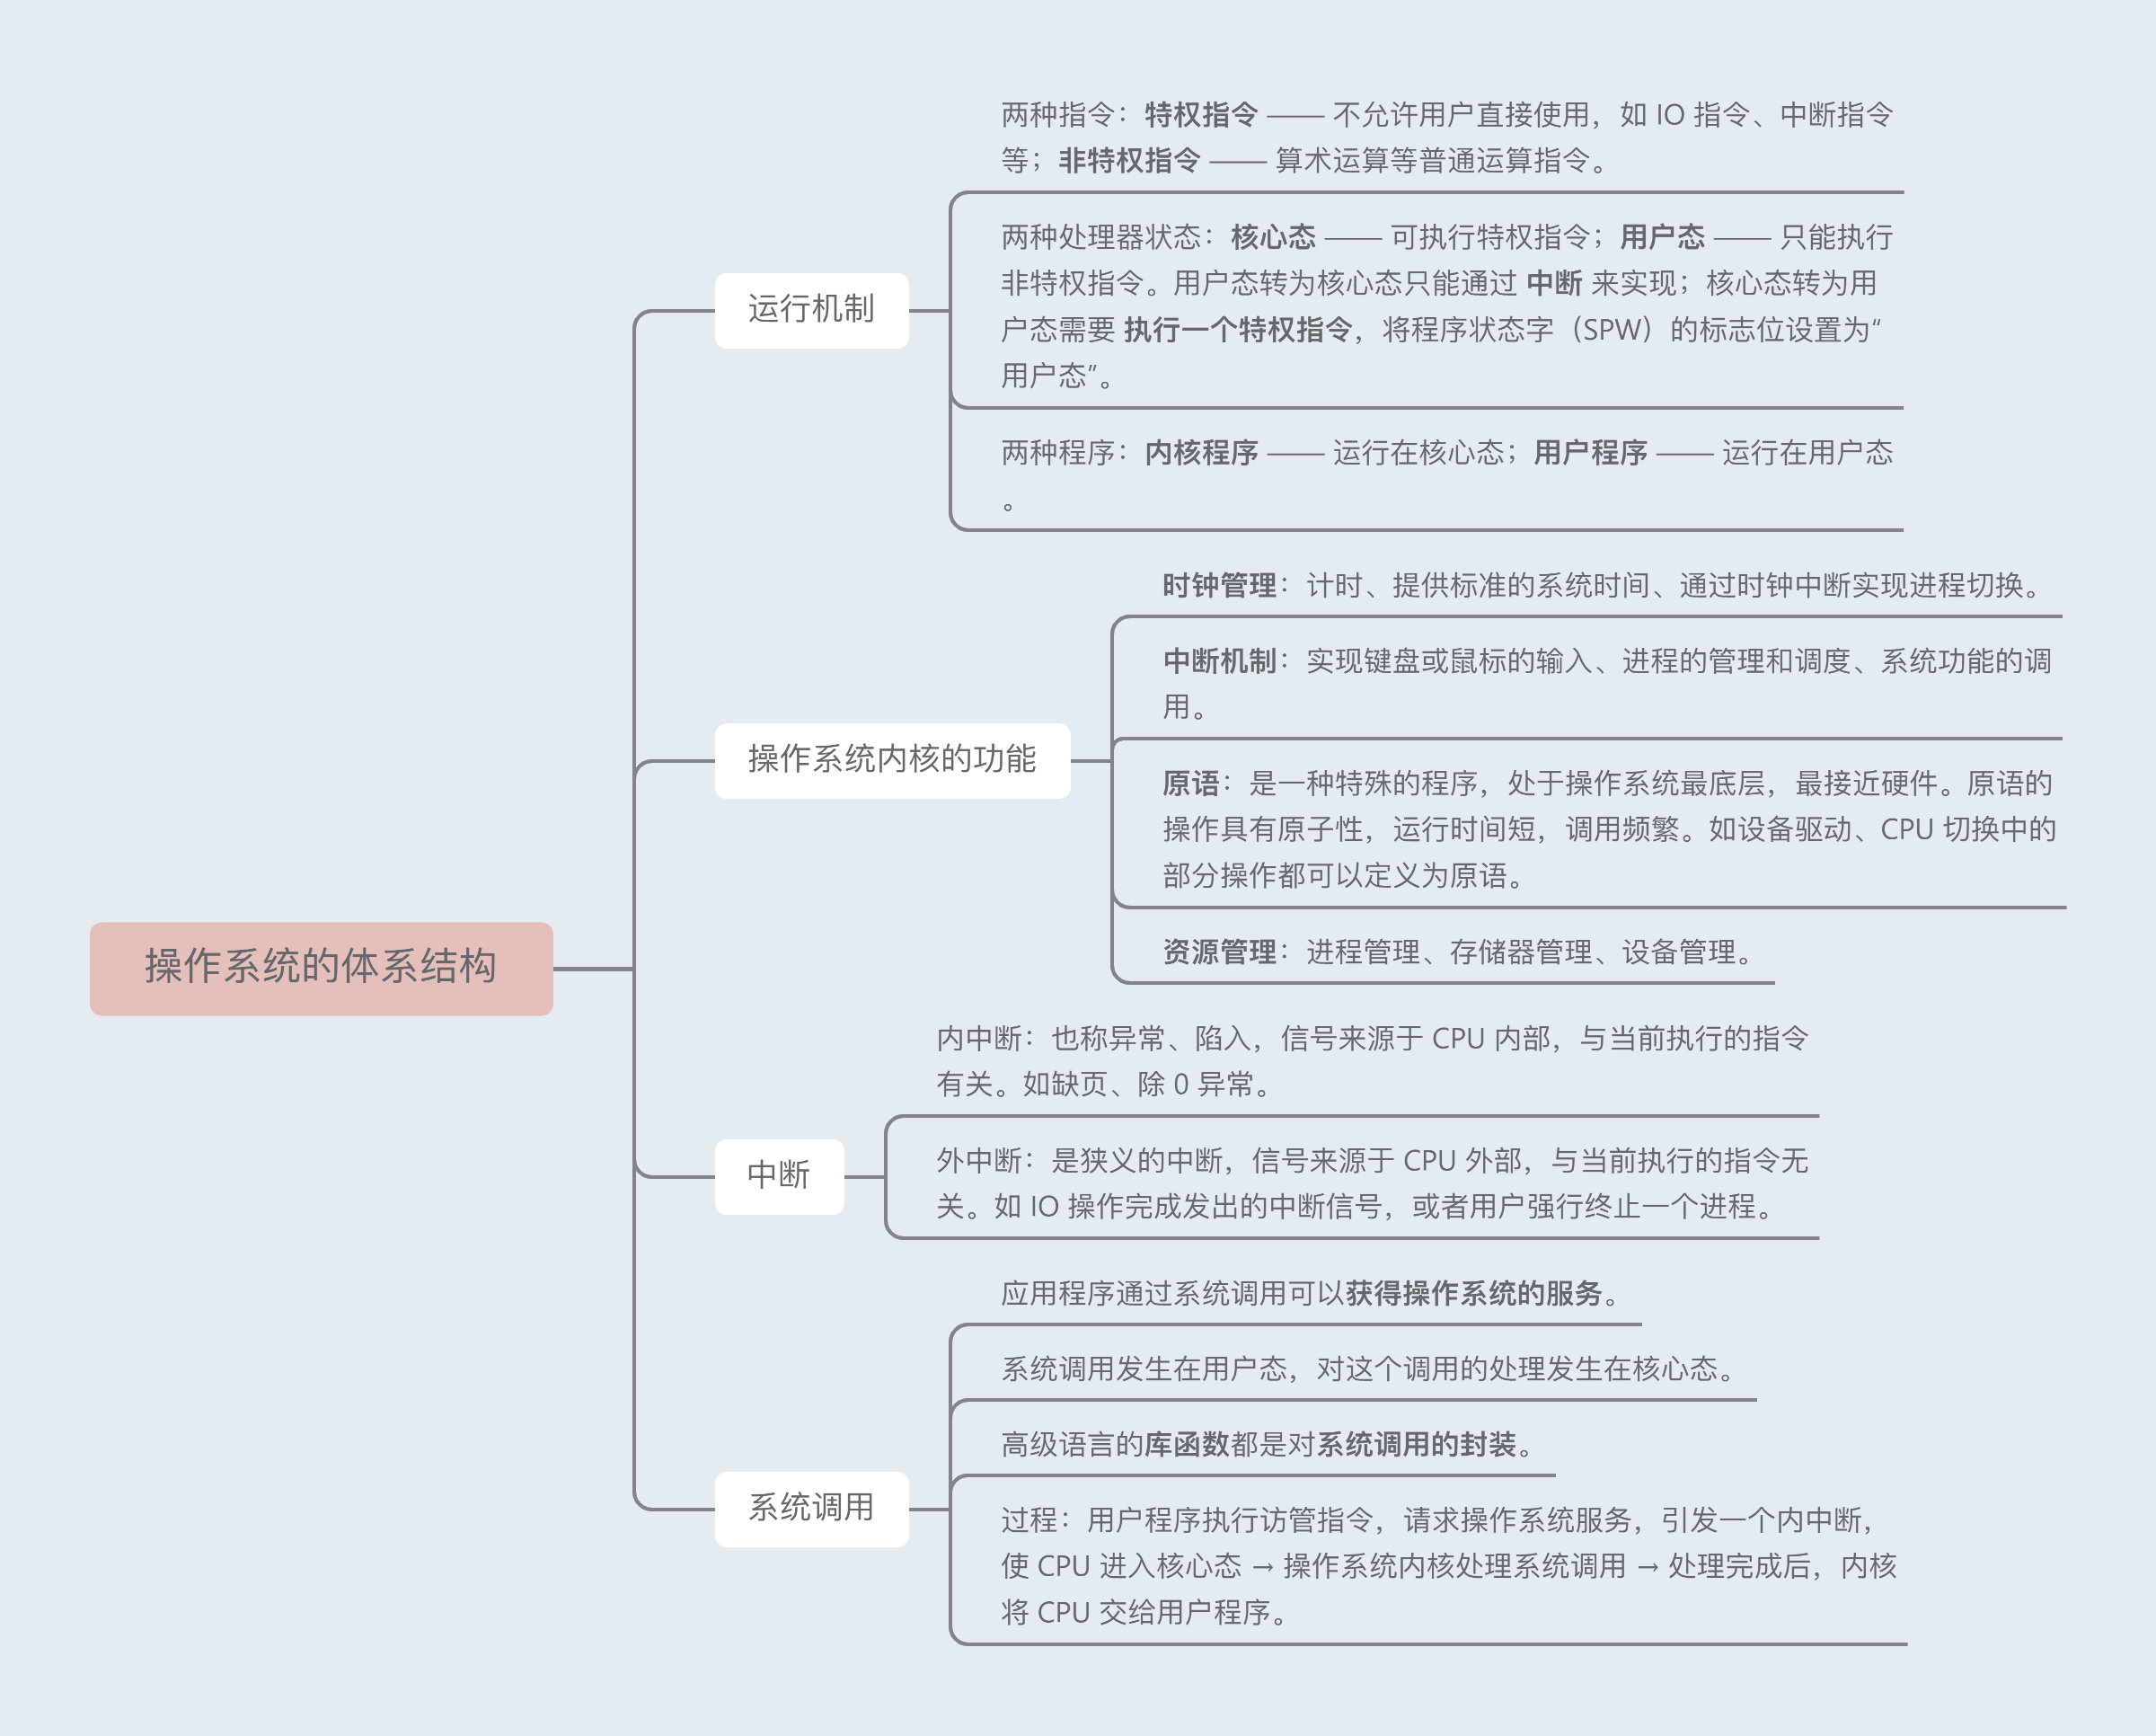 两种指令：特权指令 —— 不允许用户直接使用，如 IO 指令、中断指令
等；非特权指令 —— 算术运算等普通运算指令。
两种处理器状态：核心态 —— 可执行特权指令；用户态 —— 只能执行
非特权指令。用户态转为核心态只能通过 中断 来实现；核心态转为用
户态需要 执行一个特权指令，将程序状态字（SPW）的标志位设置为“
用户态”。
运行机制
两种程序：内核程序 —— 运行在核心态；用户程序 —— 运行在用户态
。
时钟管理：计时、提供标准的系统时间、通过时钟中断实现进程切换。
中断机制：实现键盘或鼠标的输入、进程的管理和调度、系统功能的调
用。
操作系统内核的功能
原语：是一种特殊的程序，处于操作系统最底层，最接近硬件。原语的
操作具有原子性，运行时间短，调用频繁。如设备驱动、CPU 切换中的
部分操作都可以定义为原语。
资源管理：进程管理、存储器管理、设备管理。
操作系统的体系结构
内中断：也称异常、陷入，信号来源于 CPU 内部，与当前执行的指令
有关。如缺页、除 0 异常。
中断
外中断：是狭义的中断，信号来源于 CPU 外部，与当前执行的指令无
关。如 IO 操作完成发出的中断信号，或者用户强行终止一个进程。
应用程序通过系统调用可以获得操作系统的服务。
系统调用发生在用户态，对这个调用的处理发生在核心态。
高级语言的库函数都是对系统调用的封装。
系统调用
过程：用户程序执行访管指令，请求操作系统服务，引发一个内中断，
使 CPU 进入核心态 → 操作系统内核处理系统调用 → 处理完成后，内核
将 CPU 交给用户程序。